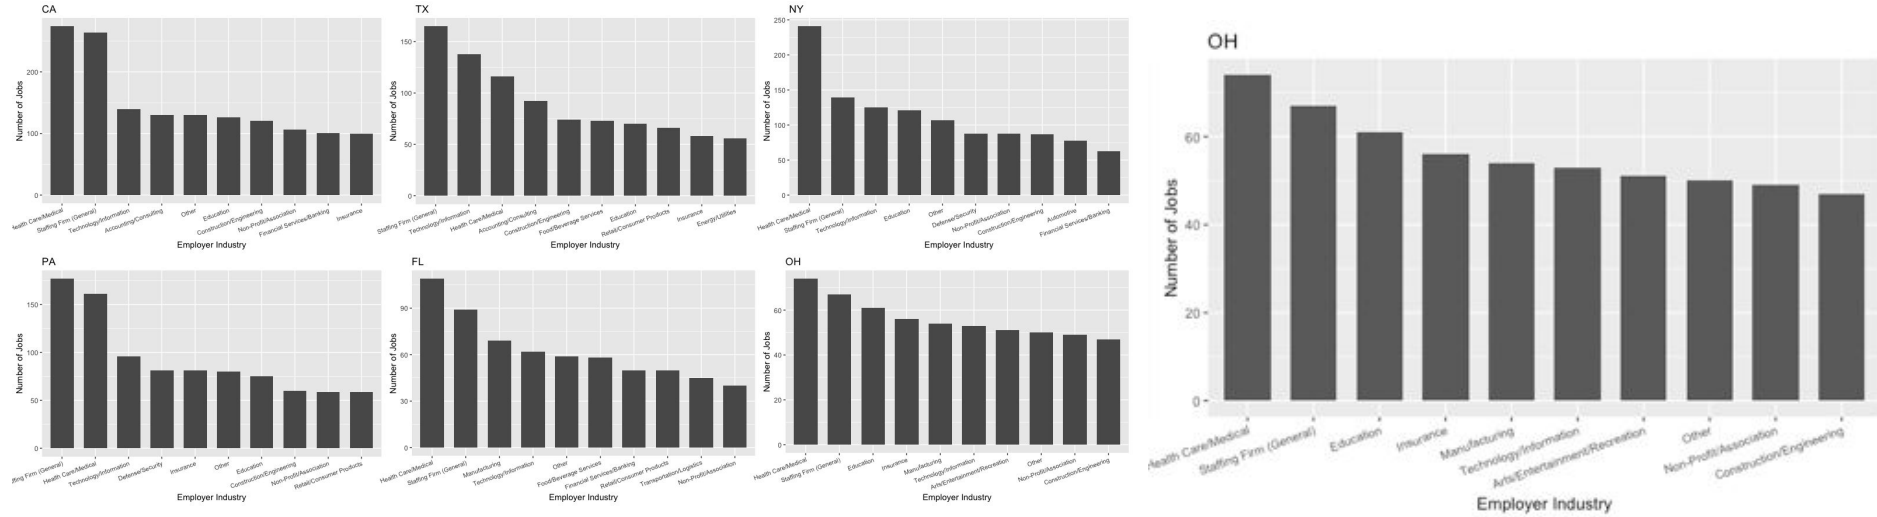 CA
Number of Jobs
200
100
0
Health Care/Medical
Staffing Firm (General)
Technology/Information
Accounting/Consulting
Other
Education
Construction/Engineering
Non-Profit/Association
Financial Services/Banking
Insurance
Employer Industry
TX
Number of Jobs
150
100
50
0
Staffing Firm (General)
Technology/Information
Health Care/Medical
Accounting/Consulting
Construction/Engineering
Food/Beverage Services
Education
Retail/Consumer Products
Insurance
Energy/Utilities
Employer Industry
NY
Number of Jobs
250
200
150
100
50
0
Health Care/Medical
Staffing Firm (General)
Technology/Information
Education
Other
Defense/Security
Non-Profit/Association
Construction/Engineering
Automotive
Financial Services/Banking
Employer Industry
PA
Number of Jobs
150
100
50
0
ffing Firm (General)
Health Care/Medical
Technology/Information
Defense/Security
Insurance
Other
Education
Construction/Engineering
Non-Profit/Association
Retail/Consumer Products
Employer Industry
FL
Number of Jobs
90
60
30
0
Health Care/Medical
Staffing Firm (General)
Manufacturing
Technology/Information
Other
Food/Beverage Services
Financial Services/Banking
Retail/Consumer Products
Transportation/Logistics
Non-Profit/Association
Employer Industry
OH
Number of Jobs
60
40
20
0
Health Care/Medical
Staffing Firm (General)
Education
Insurance
Manufacturing
Technology/Information
Arts/Entertainment/Recreation
Other
Non-Profit/Association
Construction/Engineering
Employer Industry
OH
Number of Jobs
60
40
20
0
Health Care/Medical
Staffing Firm (General)
Education
Insurance
Manufacturing
Technology/Information
Arts/Entertainment/Recreation
Other
Non-Profit/Association
Construction/Engineering
Employer Industry